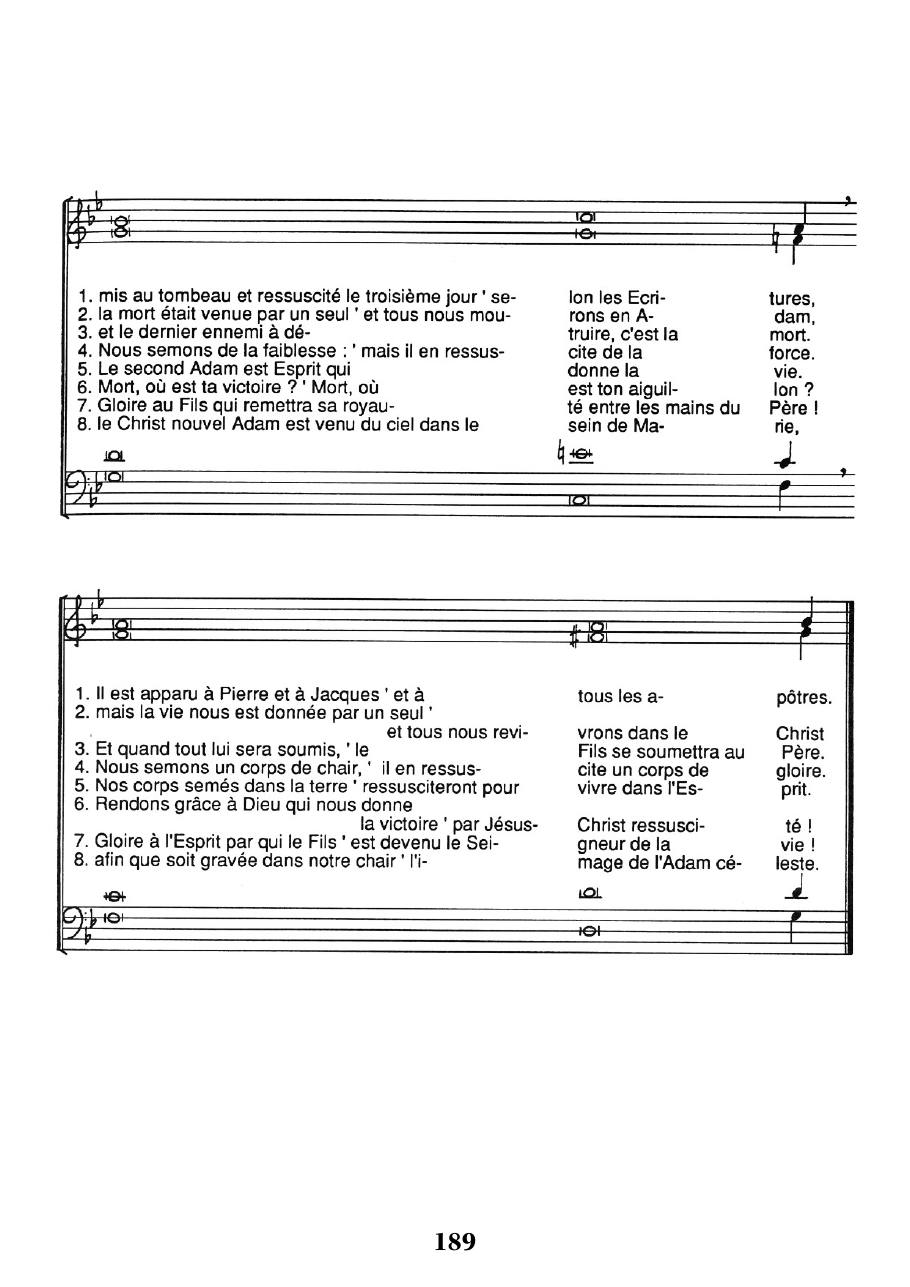 1. mis au tombeau et ressuscité le troisième jour ' se- lon les Ecri- tures,
2. la mort était venue par un seul ' et tous nous mou- rons en A- dam,
3. et le dernier ennemi à dé- truire, c'est la mort.
4. Nous semons de la faiblesse : ' mais il en ressus- cite de la force.
5. Le second Adam est Esprit qui donne la vie.
6. Mort, où est ta victoire ? ' Mort, où est ton aiguil- lon ?
7. Gloire au Fils qui remettra sa royau- té entre les mains du Père !
8. le Christ nouvel Adam est venu du ciel dans le sein de Ma- rie,
1. Il est apparu à Pierre et à Jacques ' et à tous les a- pôtres.
2. mais la vie nous est donnée par un seul '
et tous nous revi- vrons dans le Christ
3. Et quand tout lui sera soumis, ' le Fils se soumettra au Père.
4. Nous semons un corps de chair, ' il en ressus- cite un corps de gloire.
5. Nos corps semés dans la terre ' ressusciteront pour vivre dans l'Es- prit.
6. Rendons grâce à Dieu qui nous donne
la victoire ' par Jésus- Christ ressusci- té !
7. Gloire à l'Esprit par qui le Fils ' est devenu le Sei- gneur de la vie !
8. afin que soit gravée dans notre chair ' l'i- mage de l'Adam cé- leste.
189